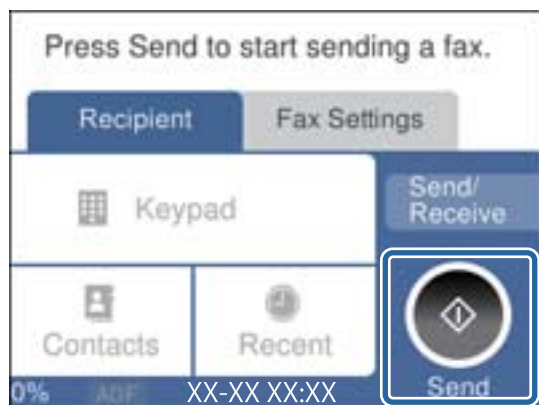 Press Send to start sending a fax.
Recipient
Fax Settings
Keypad
Send/
Receive
Contacts
Recent
Send
0%
ADF
XX-XX XX:XX